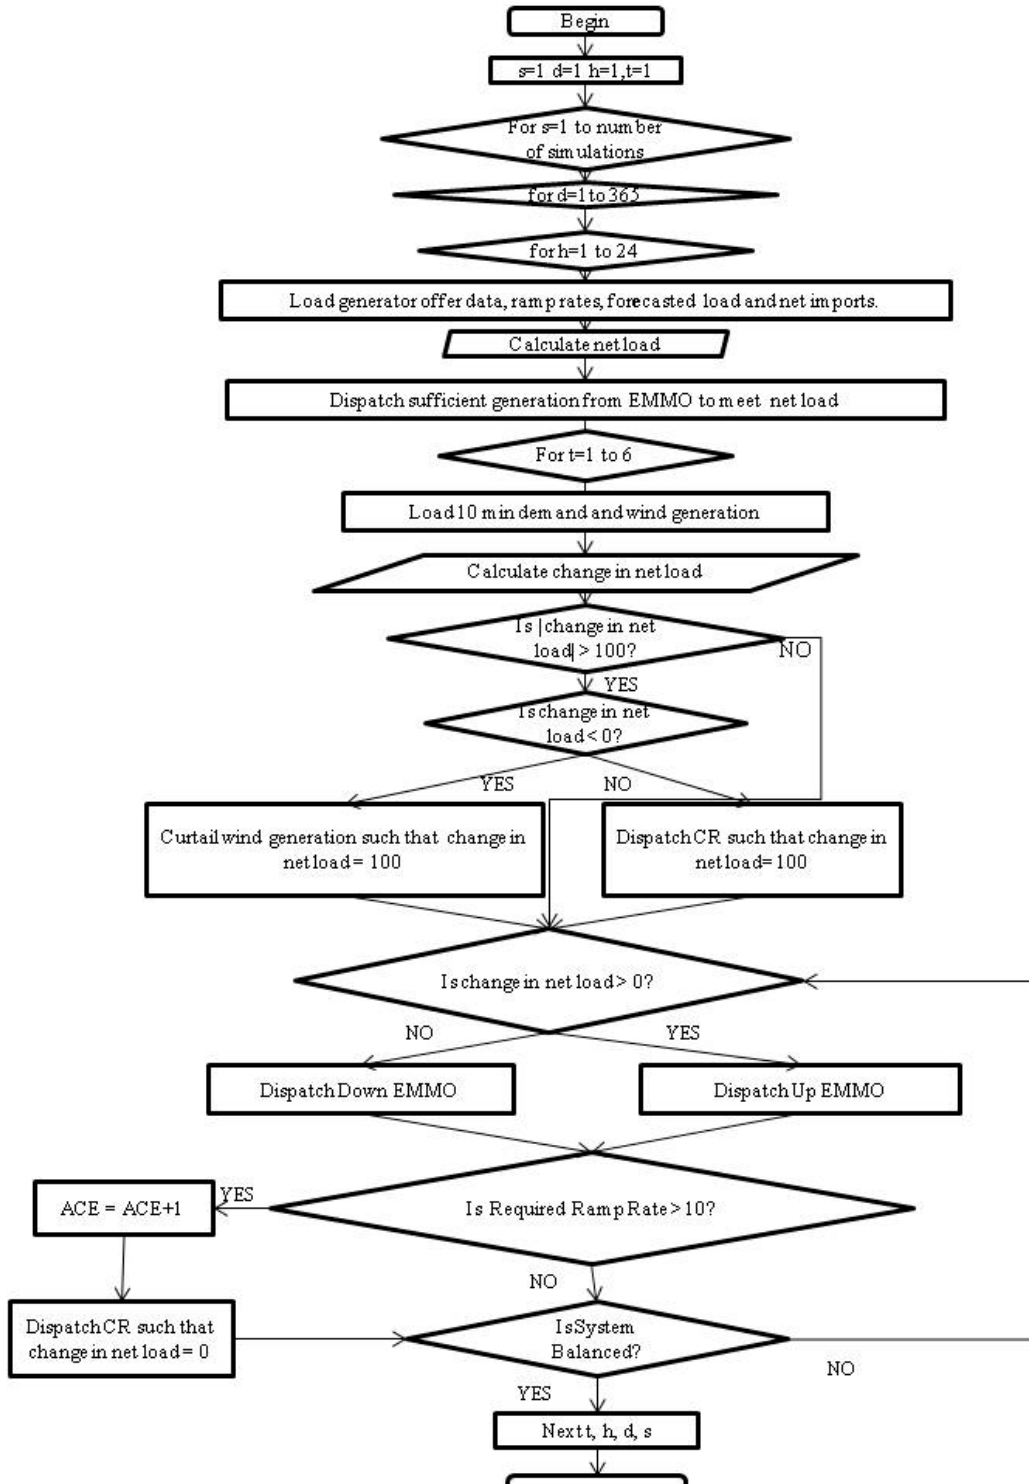 Begin
s=1 d=1 h=1,t=1
For s=1 to number
of simulations
for d=1 to 365
for h=1 to 24
Load generator offer data, ramp rates, forecasted load and net imports.
Calculate net load
Dispatch sufficient generation from EMMO to meet net load
For t=1 to 6
Load 10 min demand and wind generation
Calculate change in net load
Is |change in net
load| > 100?
NO
YES
Is change in net
load < 0?
YES
NO
Curtail wind generation such that change in
net load = 100
Dispatch CR such that change in
net load= 100
Is change in net load > 0?
NO
YES
Dispatch Down EMMO
Dispatch Up EMMO
YES
ACE = ACE+1
Is Required Ramp Rate > 10?
NO
Dispatch CR such that
change in net load = 0
Is System
Balanced?
NO
YES
Next t, h, d, s